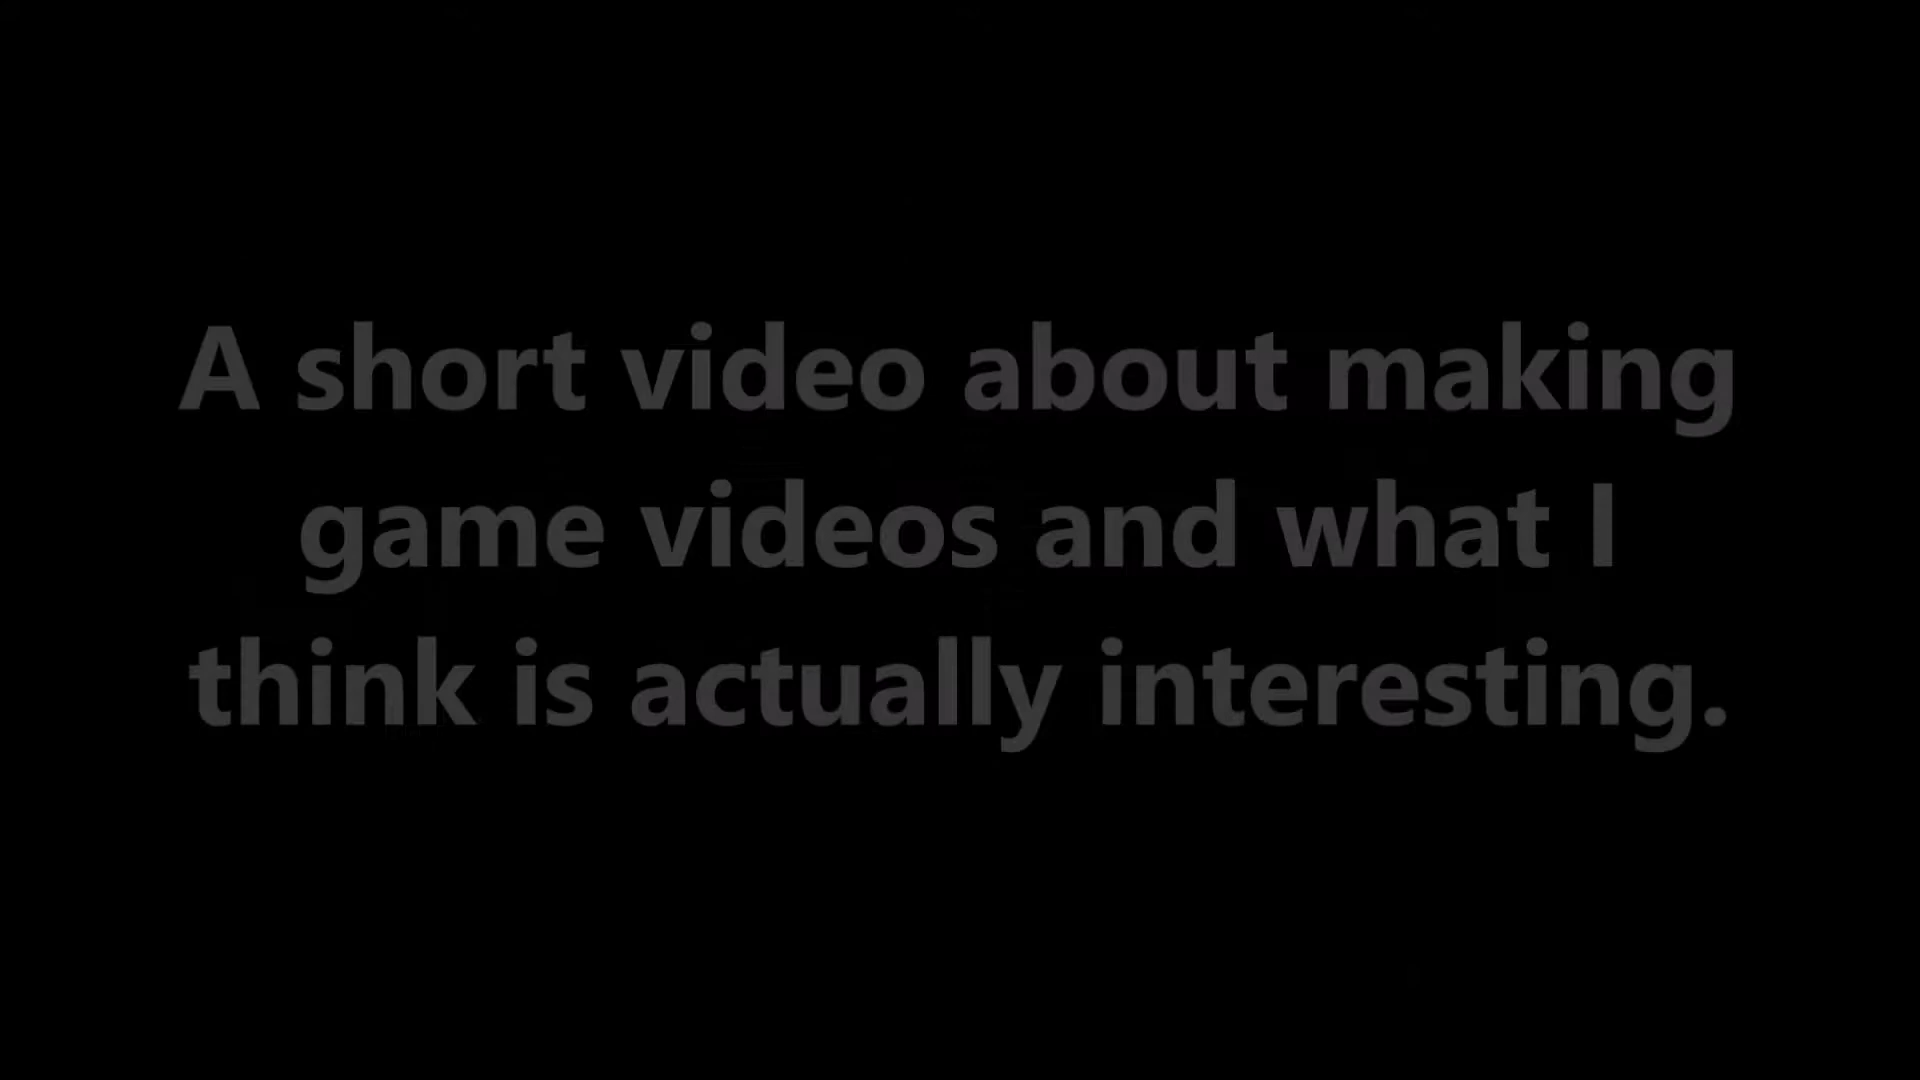 A short video about making
game videos and what I
think is actually interesting.